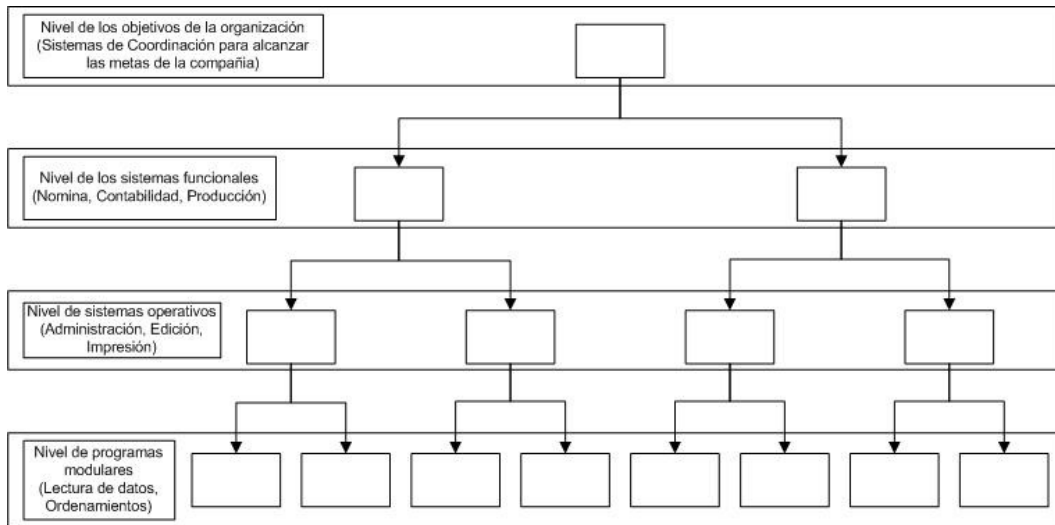 Nivel de los objetivos de la organización
(Sistemas de Coordinación para alcanzar
las metas de la compañia)
Nivel de los sistemas funcionales
(Nomina, Contabilidad, Producción)
Nivel de sistemas operativos
(Administración, Edición,
Impresión)
Nivel de programas
modulares
(Lectura de datos,
Ordenamientos)